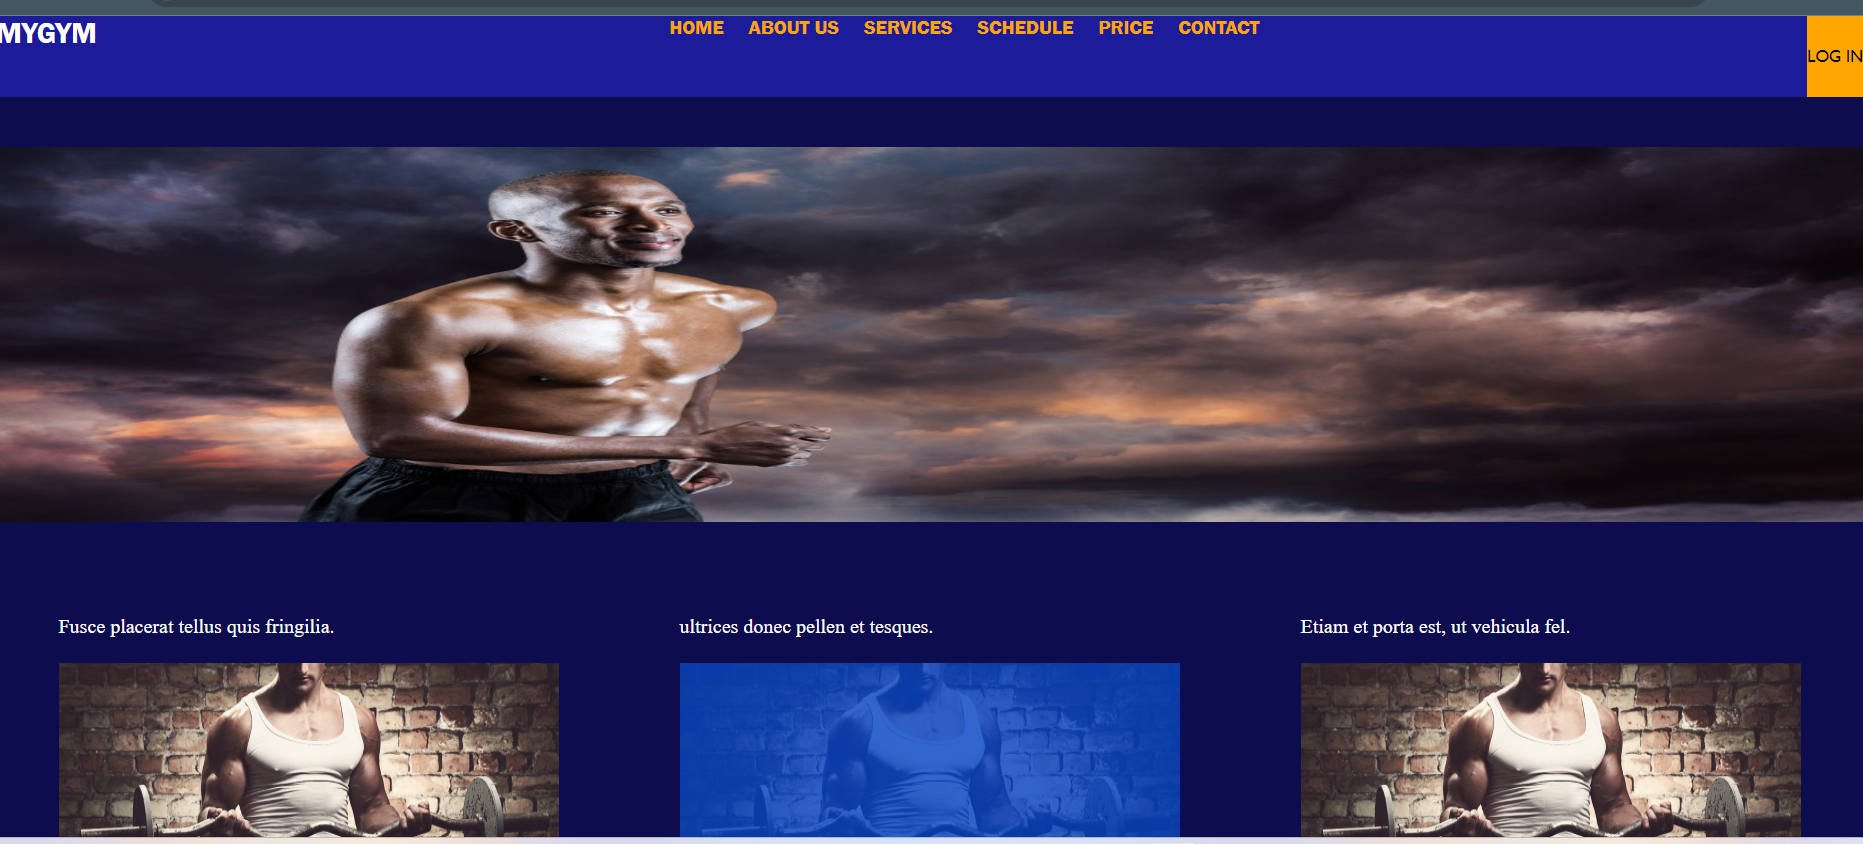 MYGYM
HOME ABOUT US SERVICES SCHEDULE PRICE CONTACT
LOG IN
Fusce placerat tellus quis fringilia.
ultrices donec pellen et tesques.
Etiam et porta est, ut vehicula fel.